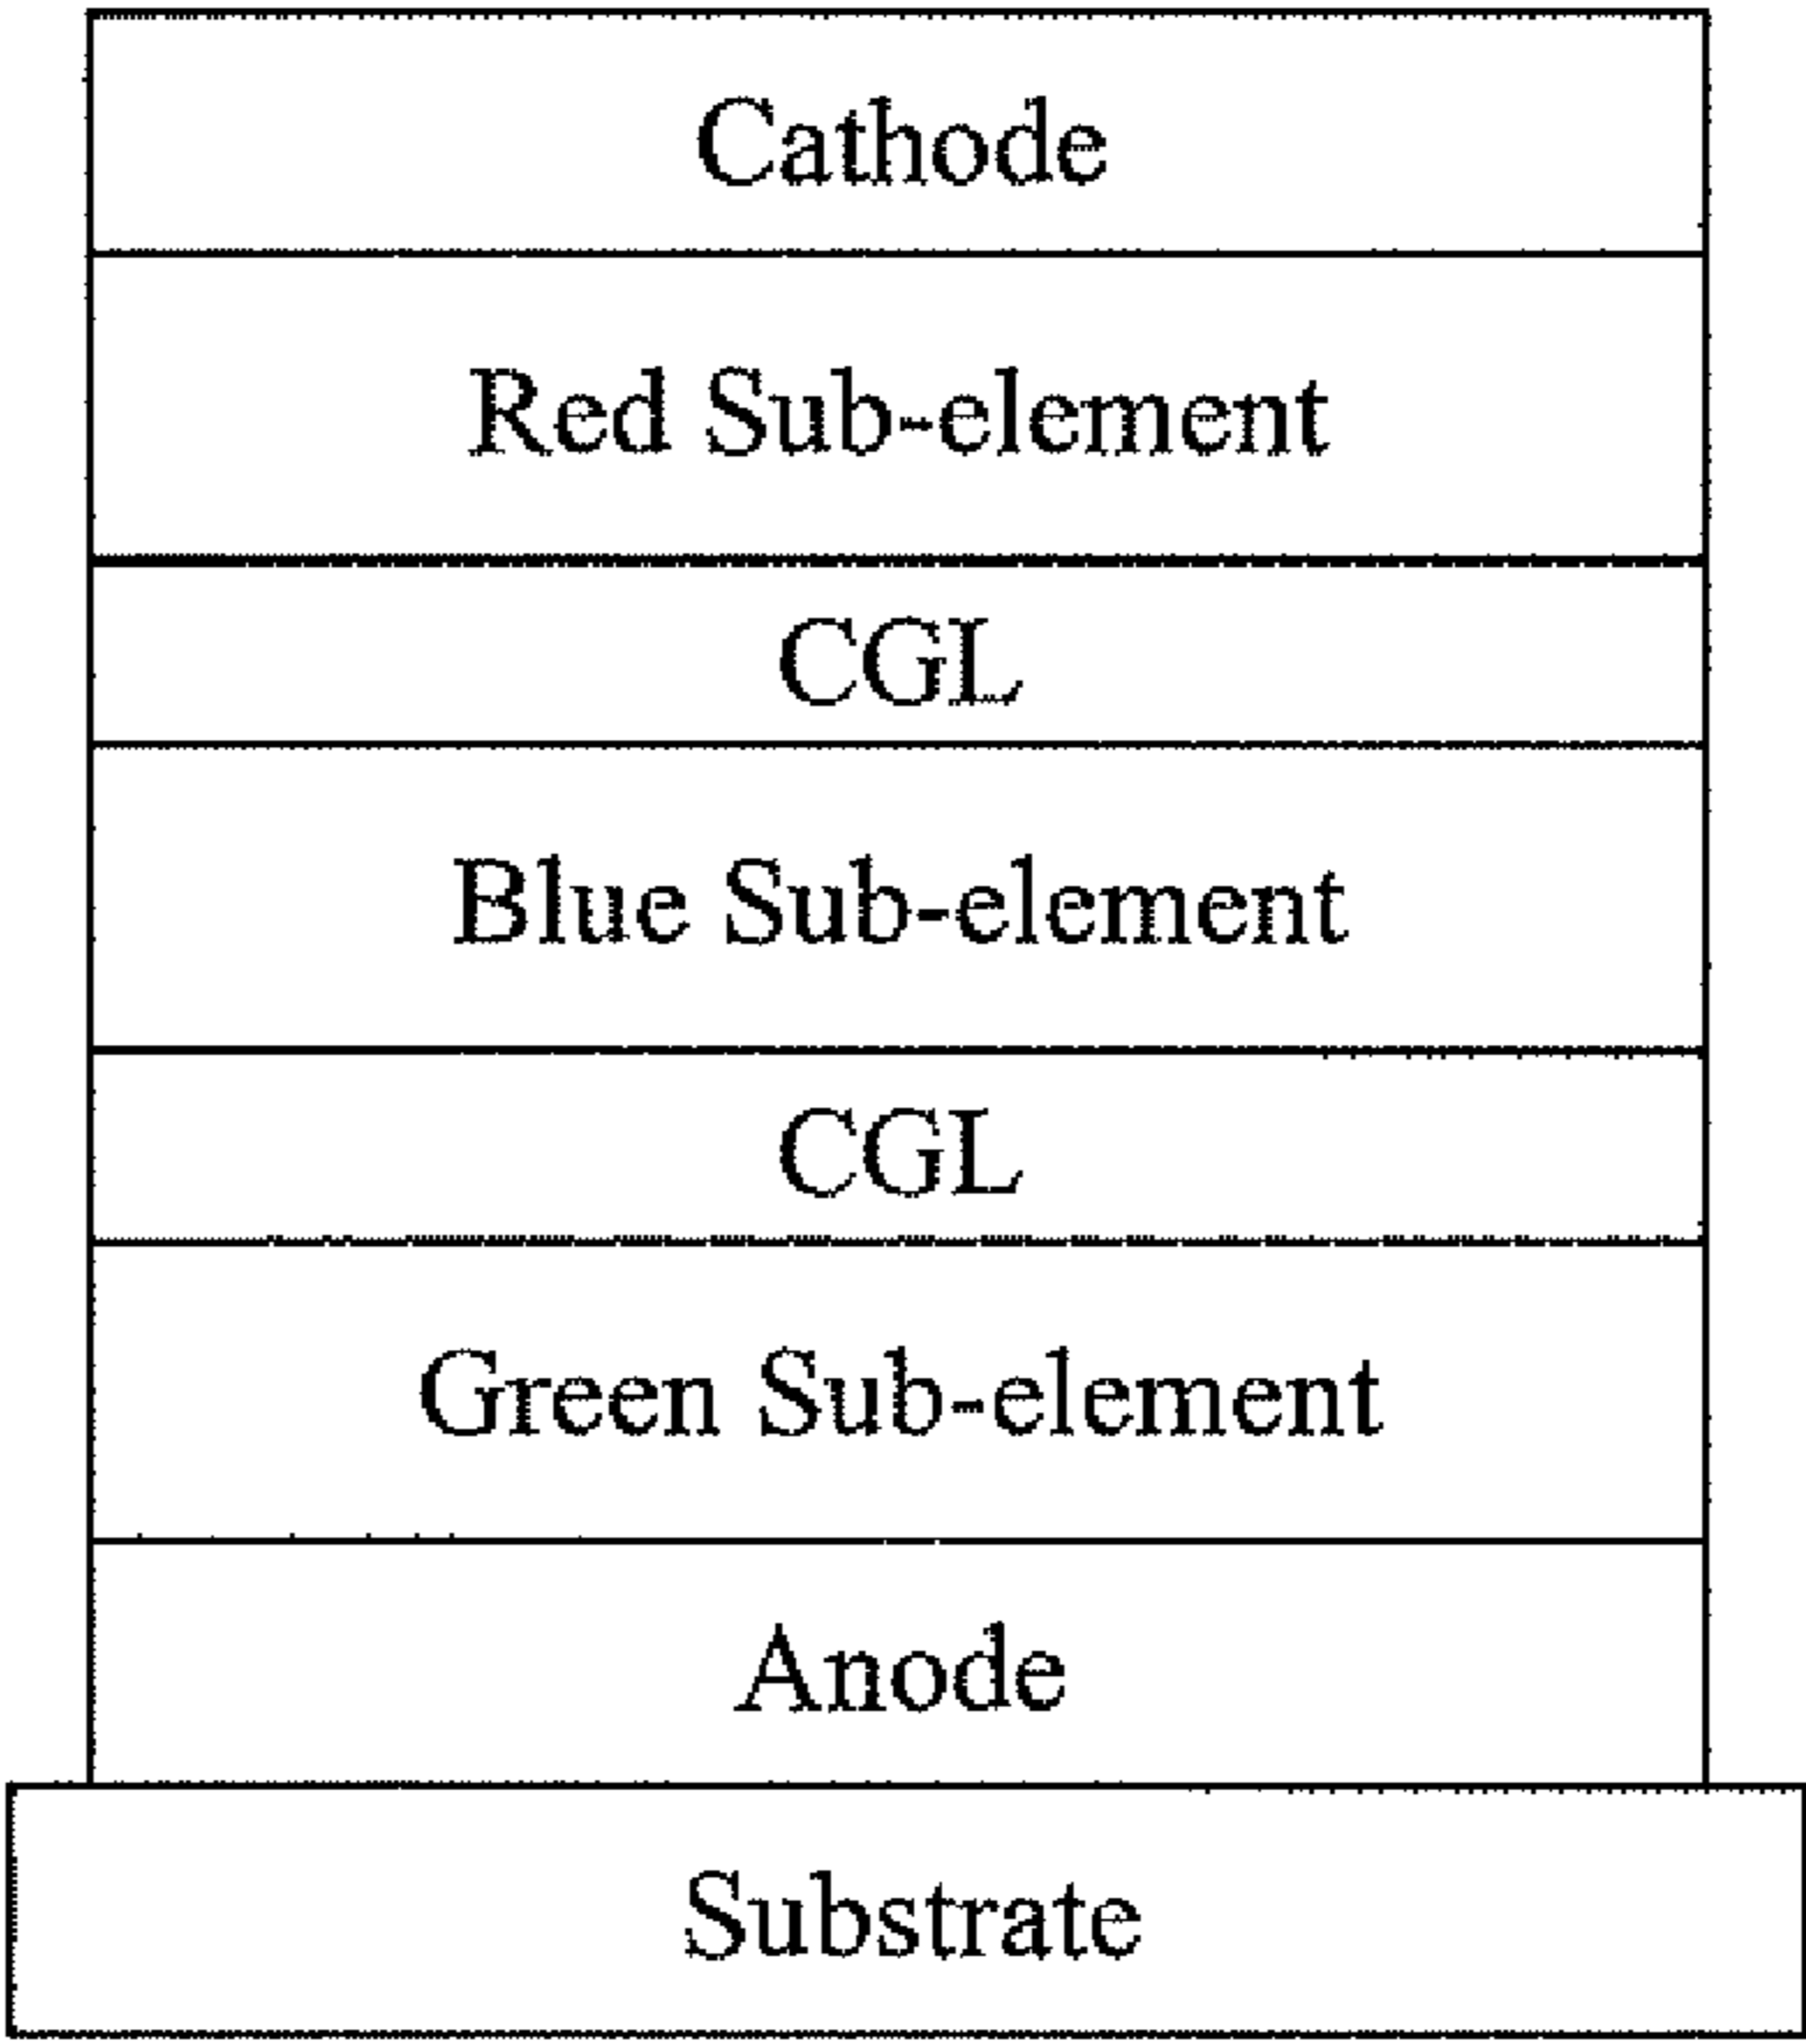 Cathode
Red Sub-element
CGL
Blue Sub-element
CGL
Green Sub-element
Anode
Substrate